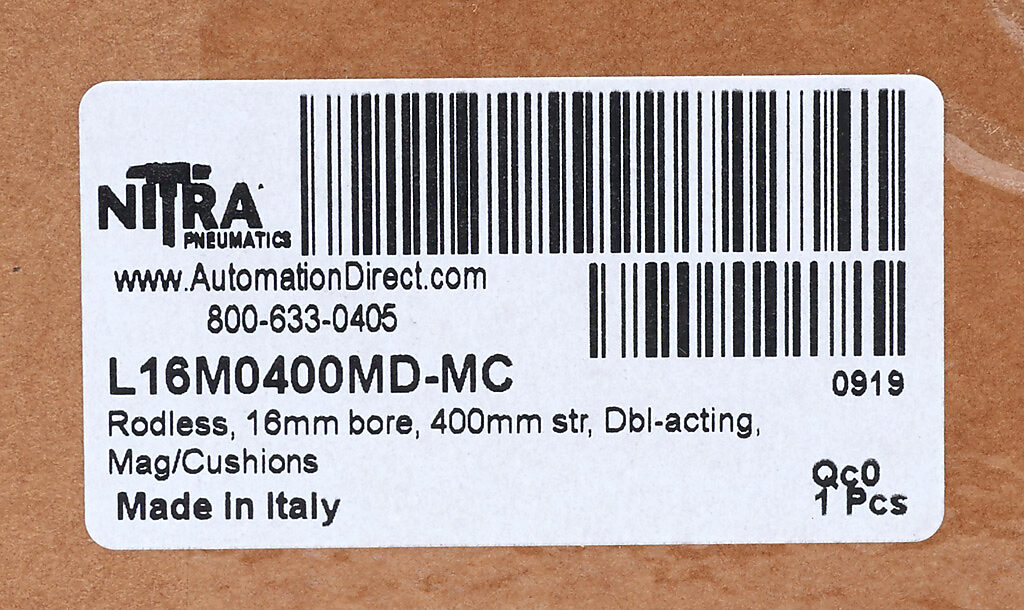 NITRA
PNEUMATICS
www.AutomationDirect.com
800-633-0405
L16M0400MD-MC
0919
Rodless, 16mm bore, 400mm str, Dbl-acting,
Mag/Cushions
Qc0
Made In Italy
1 Pcs